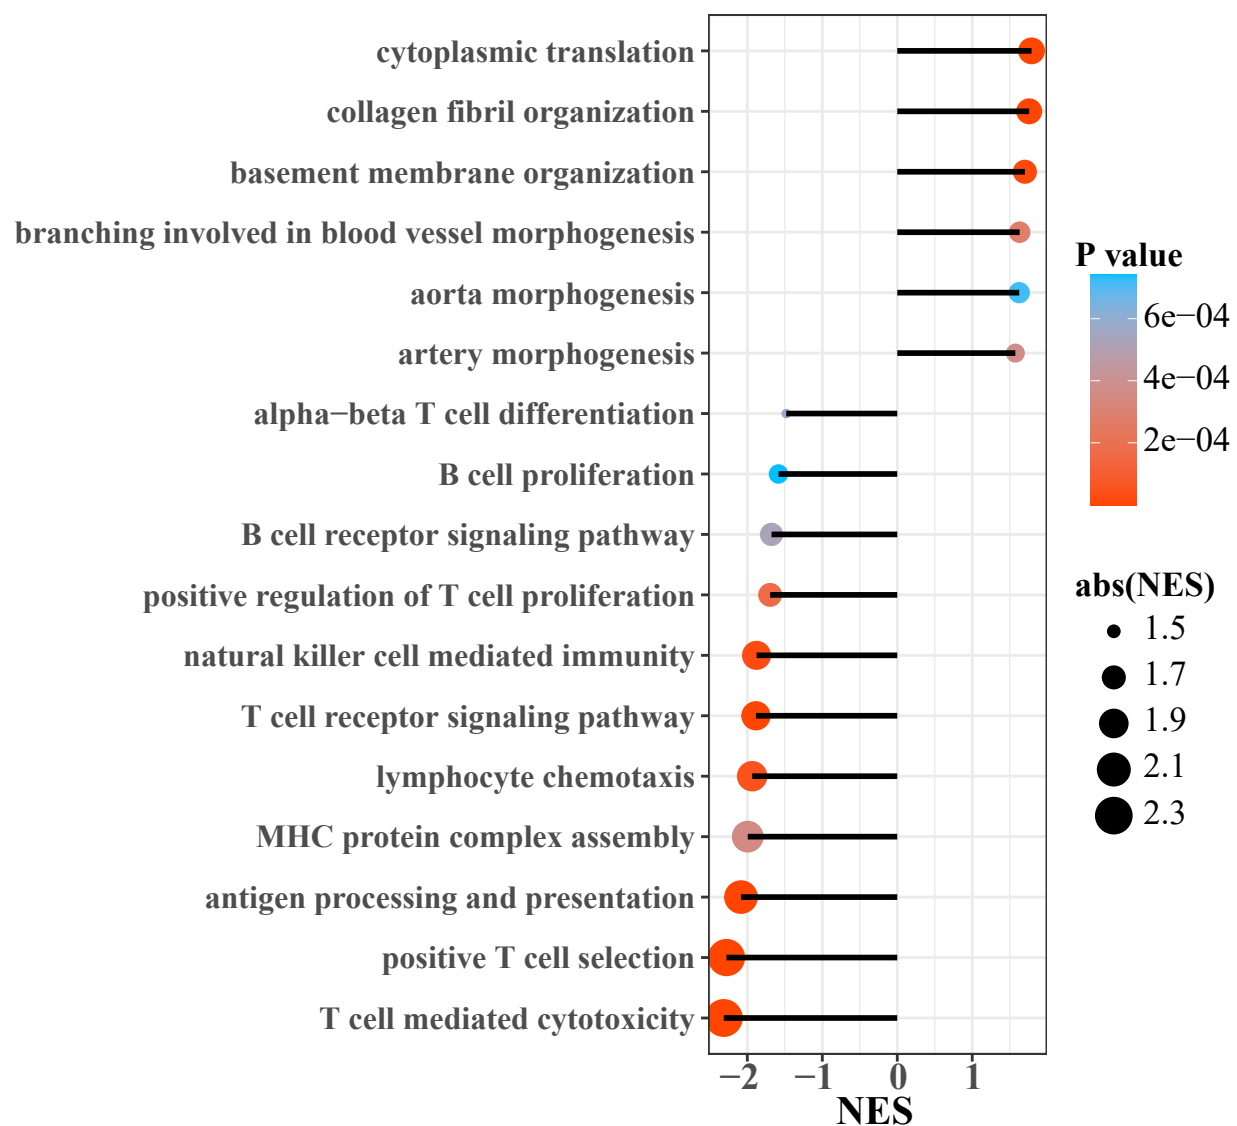 cytoplasmic translation
collagen fibril organization
basement membrane organization
branching involved in blood vessel morphogenesis
aorta morphogenesis
artery morphogenesis
alpha−beta T cell differentiation
B cell proliferation
B cell receptor signaling pathway
positive regulation of T cell proliferation
natural killer cell mediated immunity
T cell receptor signaling pathway
lymphocyte chemotaxis
MHC protein complex assembly
antigen processing and presentation
positive T cell selection
T cell mediated cytotoxicity
−2 −1 0 1
NES
P value
6e−04
4e−04
2e−04
abs(NES)
1.5
1.7
1.9
2.1
2.3